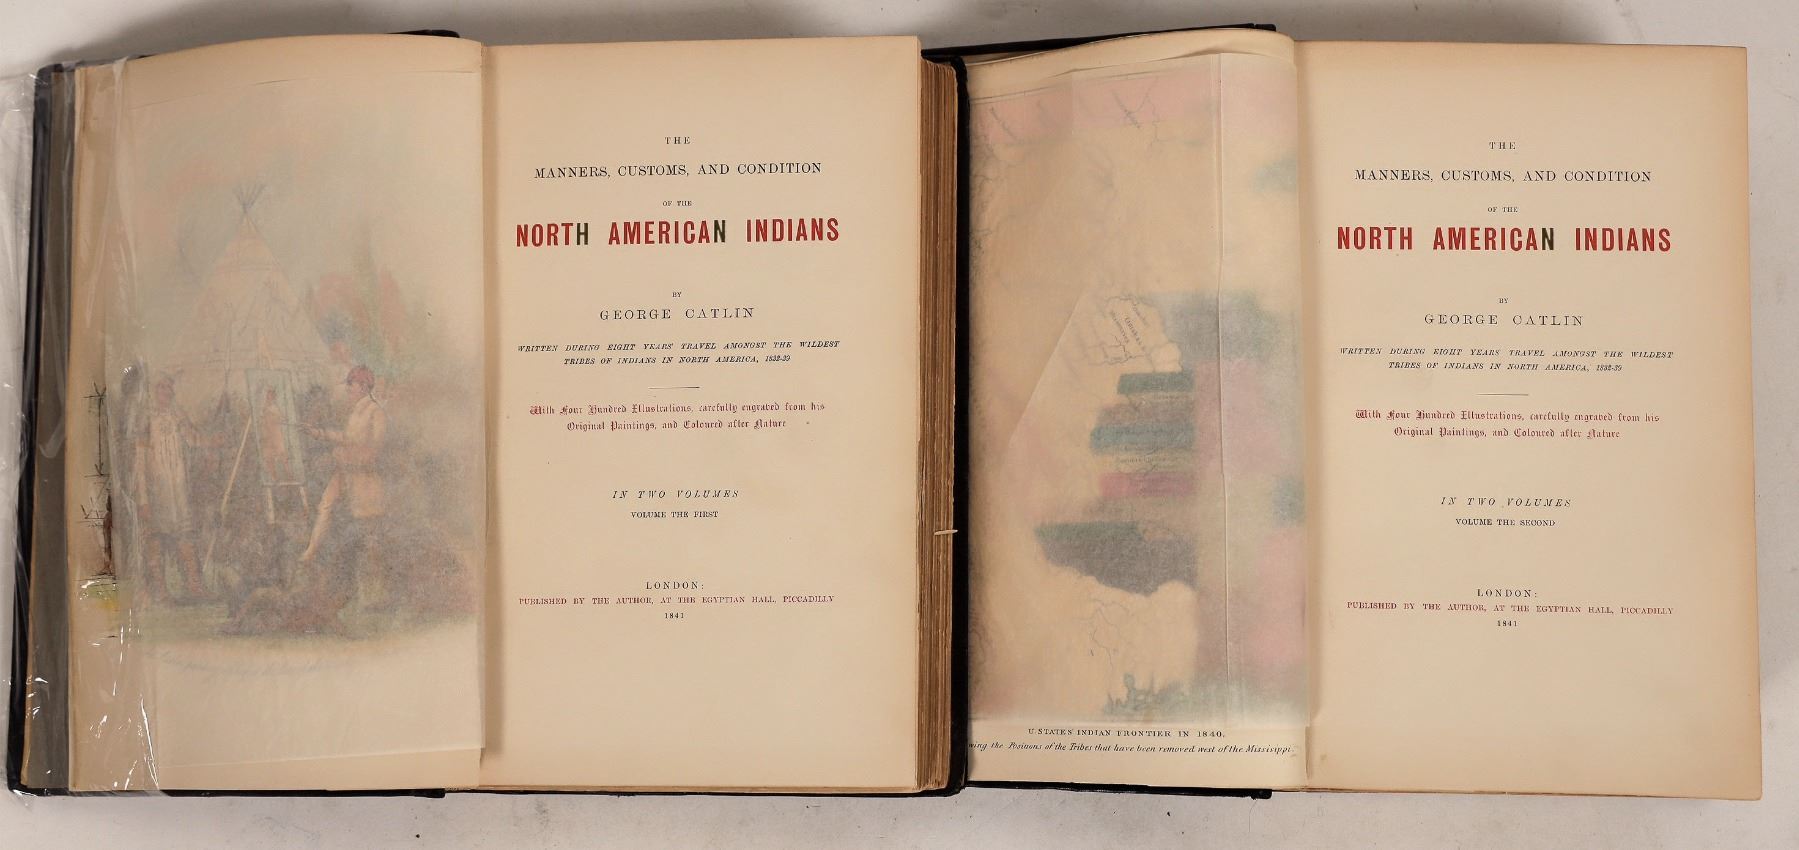 THE
MANNERS, CUSTOMS, AND CONDITION
OF THE
NORTH AMERICAN INDIANS
BY
GEORGE CATLIN
WRITTEN DURING EIGHT YEARS' TRAVEL AMONGST THE WILDEST
TRIBES OF INDIANS IN NORTH AMERICA, 1832-39
With Four Hundred Illustrations, carefully engraved from his
Original Paintings, and Coloured after Nature
IN TWO VOLUMES
VOLUME THE FIRST
LONDON:
PUBLISHED BY THE AUTHOR, AT THE EGYPTIAN HALL, PICCADILLY
1841
U. STATES' INDIAN FRONTIER IN 1840,
the Positions of the Tribes that have been removed west of the Missisippi.
THE
MANNERS, CUSTOMS, AND CONDITION
OF THE
NORTH AMERICAN INDIANS
BY
GEORGE CATLIN
WRITTEN DURING EIGHT YEARS' TRAVEL AMONGST THE WILDEST
TRIBES OF INDIANS IN NORTH AMERICA, 1832-39
With Four Hundred Illustrations, carefully engraved from his
Original Paintings, and Coloured after Nature
IN TWO VOLUMES
VOLUME THE SECOND
LONDON:
PUBLISHED BY THE AUTHOR, AT THE EGYPTIAN HALL, PICCADILLY
1841